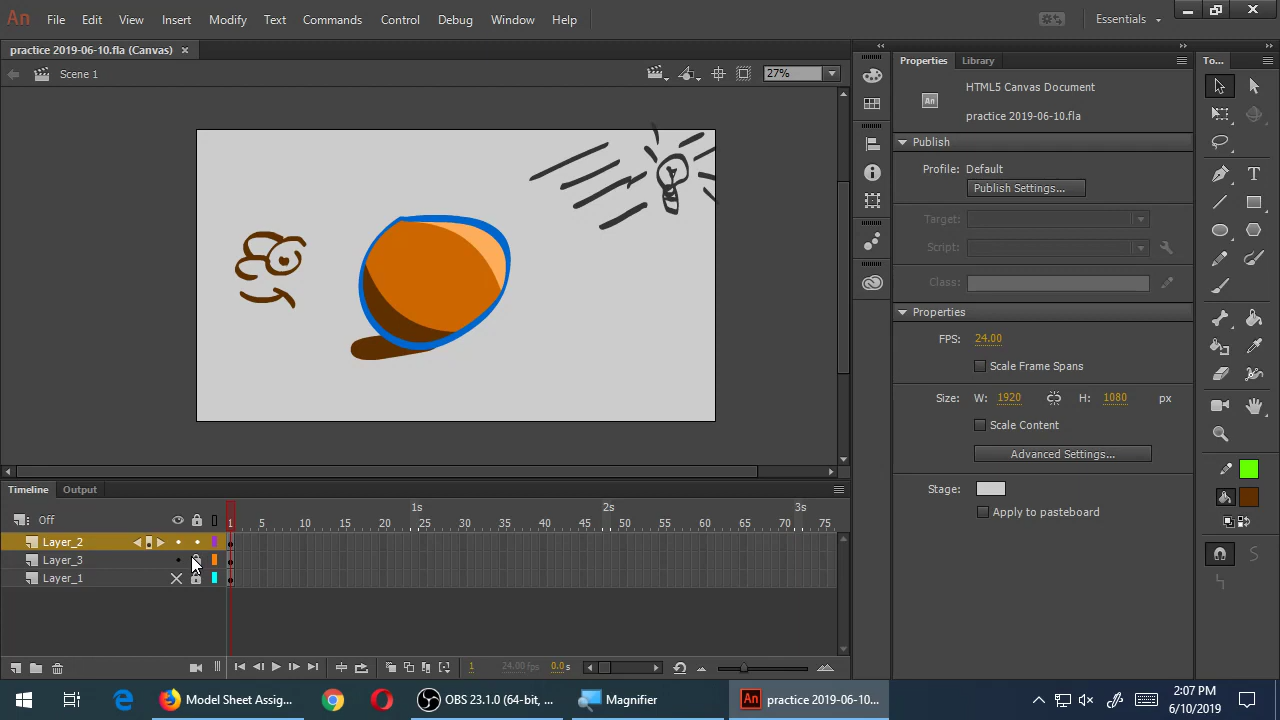 An File Edit View Insert Modify Text Commands Control Debug Window Help Essentials
practice 2019-06-10.fla (Canvas) ×
Scene 1 27%
Properties Library To...
HTML5 Canvas Document
An practice 2019-06-10.fla
Publish
Profile: Default
Publish Settings...
Target:
Script:
Class:
Properties
FPS: 24.00
Scale Frame Spans
Size: W: 1920 H: 1080 px
Scale Content
Advanced Settings...
Stage:
Apply to pasteboard
Timeline Output
1s 2s 3s
Off 1 5 10 15 20 25 30 35 40 45 50 55 60 65 70 75
Layer_2
Layer_3
Layer_1
1 24.00 fps 0.0 s
Model Sheet Assig... OBS 23.1.0 (64-bit, ... Magnifier An practice 2019-06-10... 2:07 PM
6/10/2019